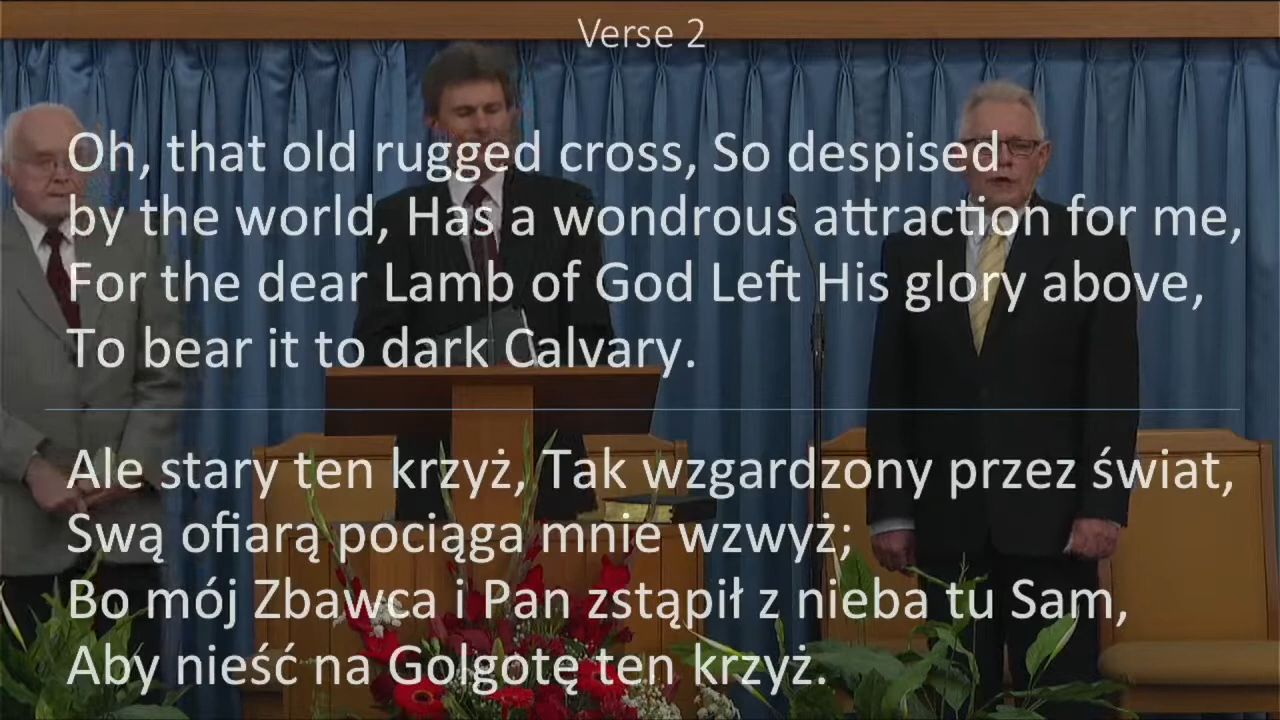 Verse 2
Oh, that old rugged cross, So despised
by the world, Has a wondrous attraction for me,
For the dear Lamb of God Left His glory above,
To bear it to dark Calvary.
Ale stary ten krzyż, Tak wzgardzony przez świat,
Swą ofiarą pociąga mnie wzwyż;
Bo mój Zbawca i Pan zstąpił z nieba tu Sam,
Aby nieść na Golgotę ten krzyż.